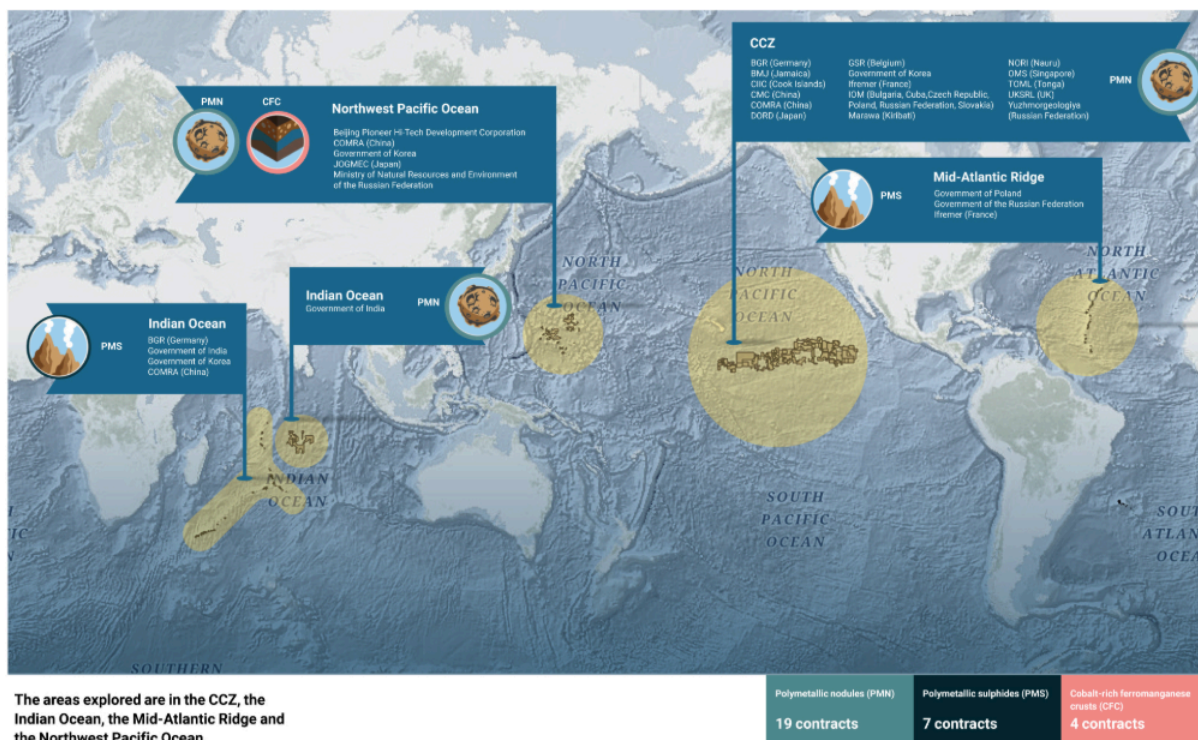 CCZ
BGR (Germany)
BMJ (Jamaica)
CIIC (Cook Islands)
CMC (China)
COMRA (China)
DORD (Japan)
GSR (Belgium)
Government of Korea
Ifremer (France)
IOM (Bulgaria, Cuba,Czech Republic,
Poland, Russian Federation, Slovakia)
Marawa (Kiribati)
NORI (Nauru)
OMS (Singapore)
TOML (Tonga)
UKSRL (UK)
Yuzhmorgeologiya
(Russian Federation)
PMN
PMN
CFC
Northwest Pacific Ocean
Beijing Pioneer Hi-Tech Development Corporation
COMRA (China)
Government of Korea
JOGMEC (Japan)
Ministry of Natural Resources and Environment
of the Russian Federation
PMS
Mid-Atlantic Ridge
Government of Poland
Government of the Russian Federation
Ifremer (France)
Indian Ocean
Government of India
PMN
PMS
Indian Ocean
BGR (Germany)
Government of India
Government of Korea
COMRA (China)
NORTH
PACIFIC
OCEAN
NORTH
PACIFIC
OCEAN
NORTH
ATLANTIC
OCEAN
INDIAN
OCEAN
SOUTH
PACIFIC
OCEAN
SOUT
ATLAN
OCEA
SOUTHERN
The areas explored are in the CCZ, the
Indian Ocean, the Mid-Atlantic Ridge and
the Northwest Pacific Ocean.
Polymetallic nodules (PMN)
19 contracts
Polymetallic sulphides (PMS)
7 contracts
Cobalt-rich ferromanganese
crusts (CFC)
4 contracts